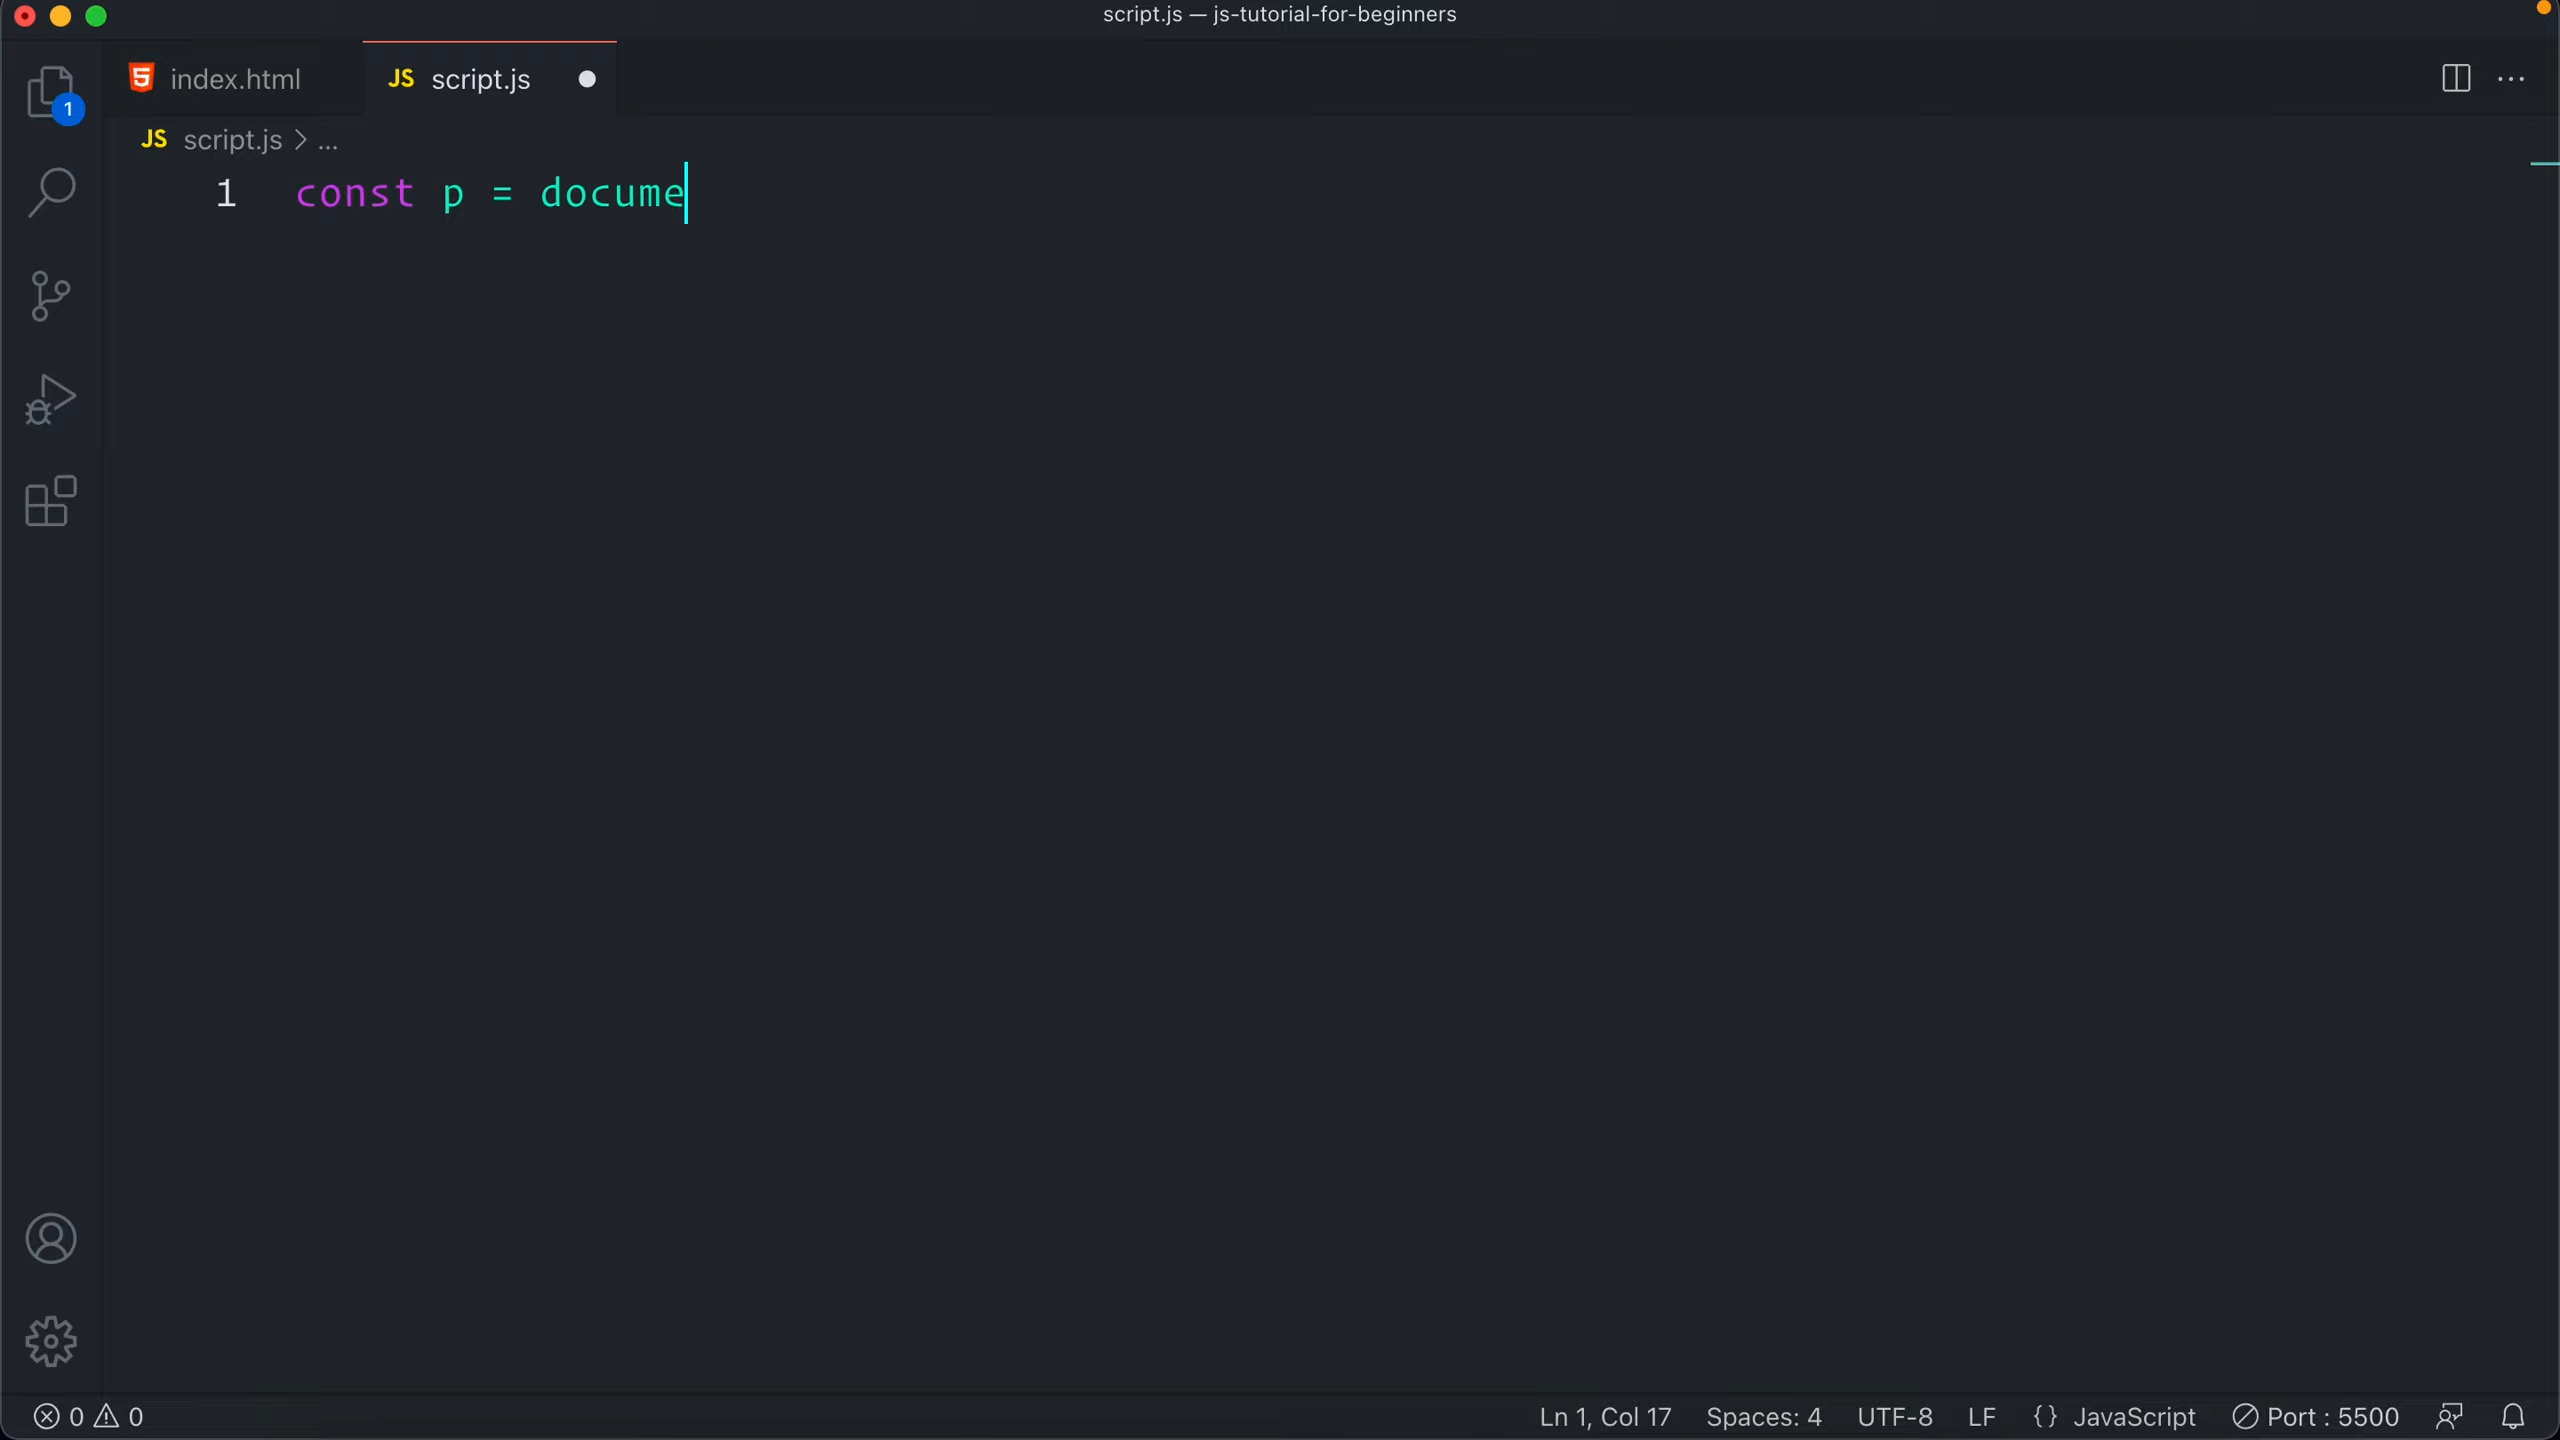 script.js — js-tutorial-for-beginners
index.html
JS script.js
1
JS script.js > ...
1 const p = docume
0 0
Ln 1, Col 17 Spaces: 4 UTF-8 LF {} JavaScript Port : 5500